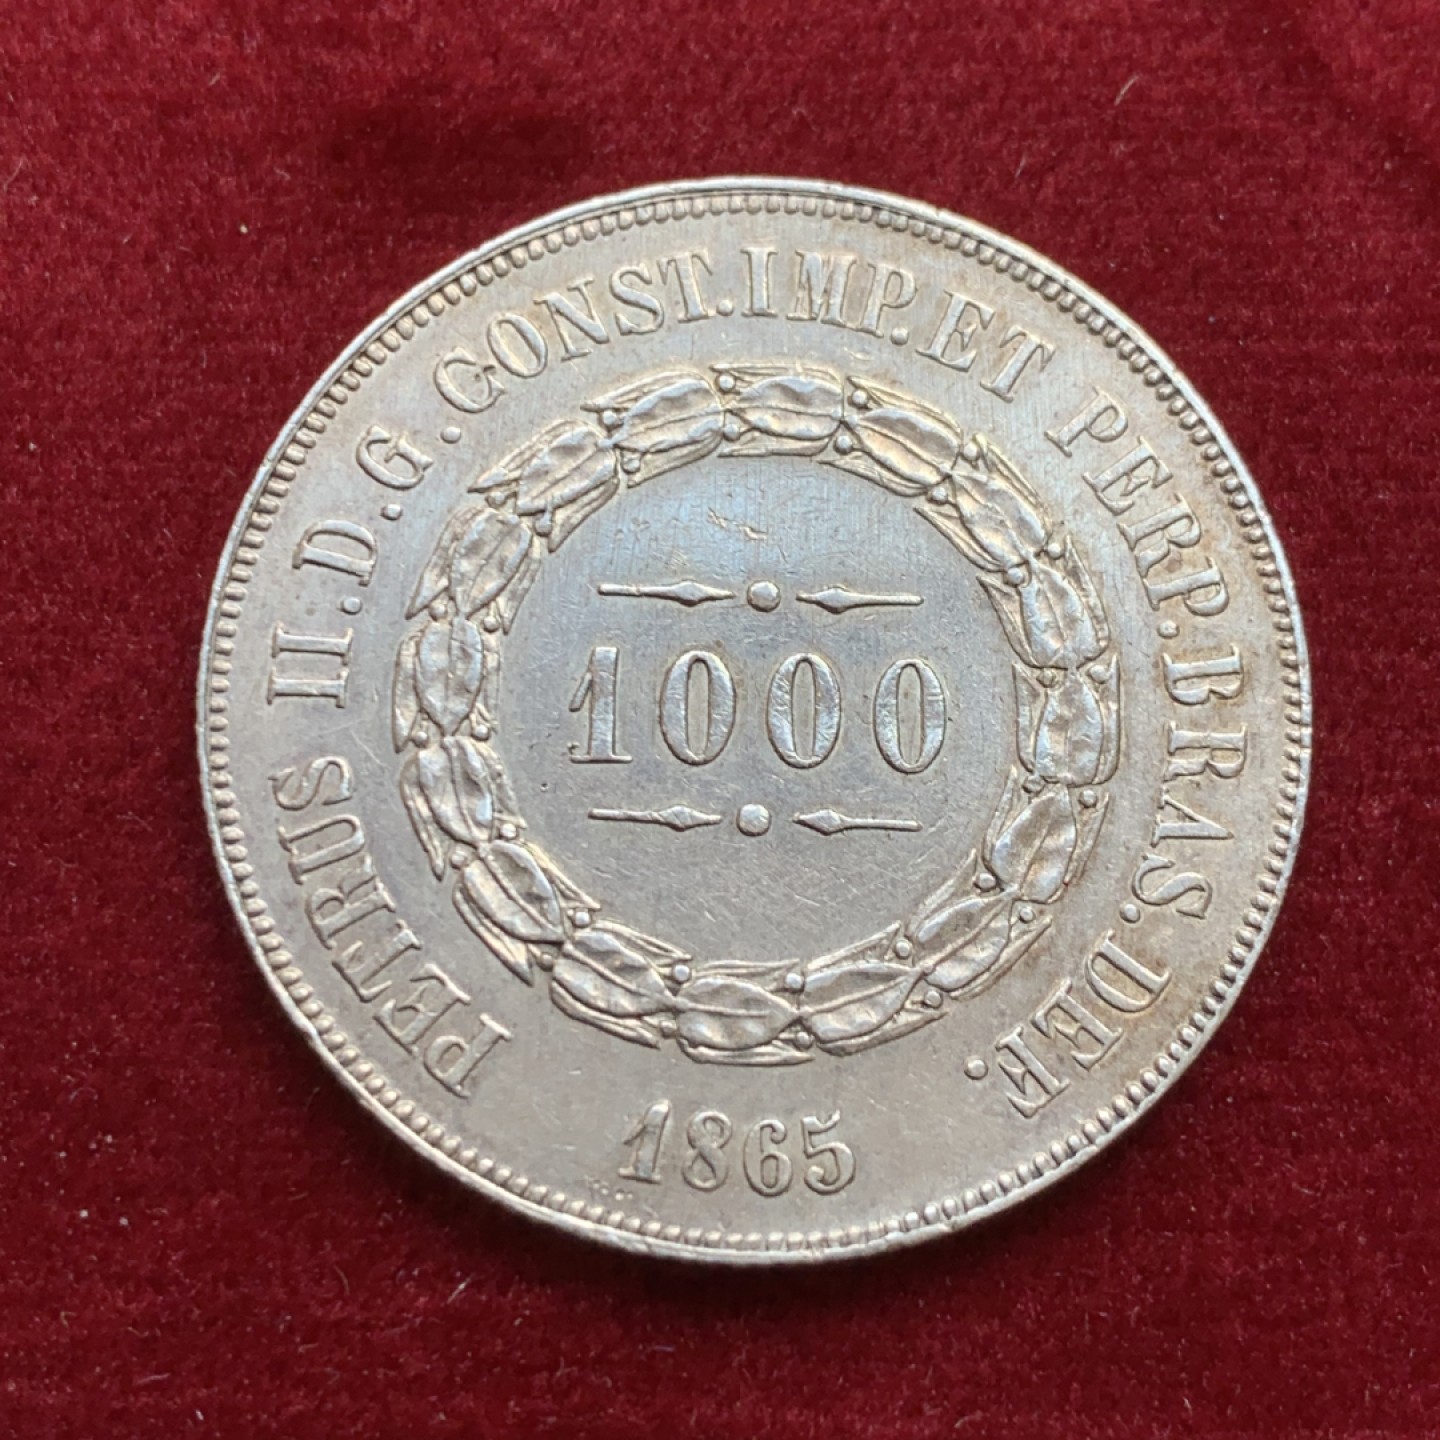 PETRUS II.D.G.CONST.IMP.ET PERP.BRAS.DEF.
1000
1865